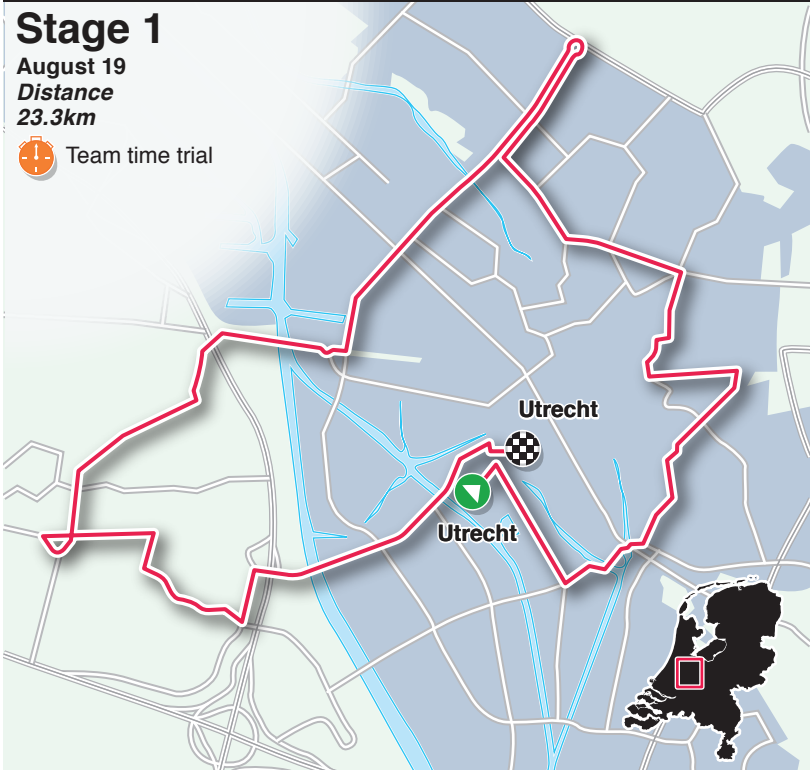 Stage 1
August 19
Distance
23.3km
Team time trial
Utrecht
Utrecht